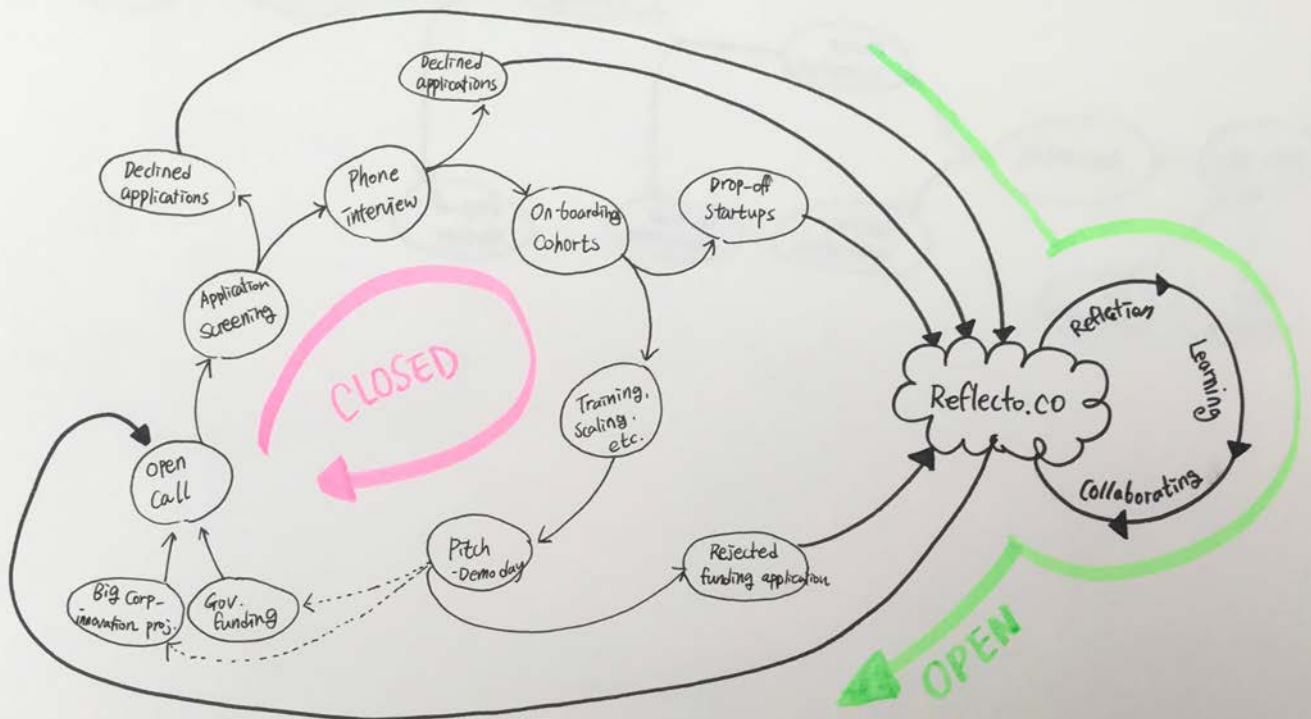 Declined
applications
Declined
applications
Phone
interview
Drop-off
Startups
On-boarding
Cohorts
Application
screening
CLOSED
Reflection
Learning
Collaborating
Reflecto.co
Training,
scaling.
etc.
Open
Call
Pitch
-Demo day
Rejected
funding application
Big Corp-
innovation proj.
Gov.
funding
OPEN